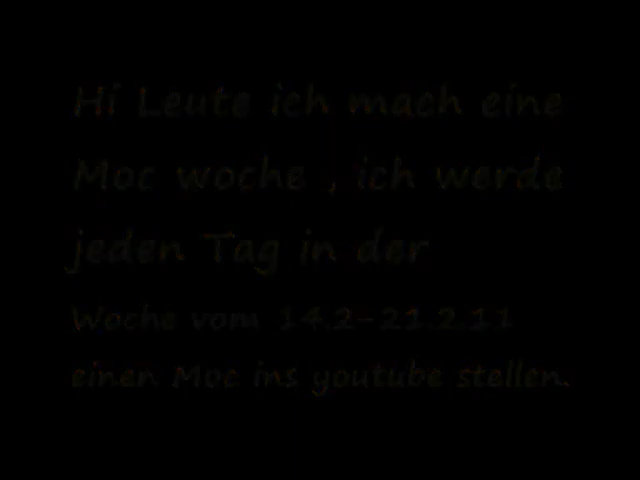 Hi Leute ich mach eine
Moc woche , ich werde
jeden Tag in der
Woche vom 14.2-21.2.11
einen Moc ins youtube stellen.